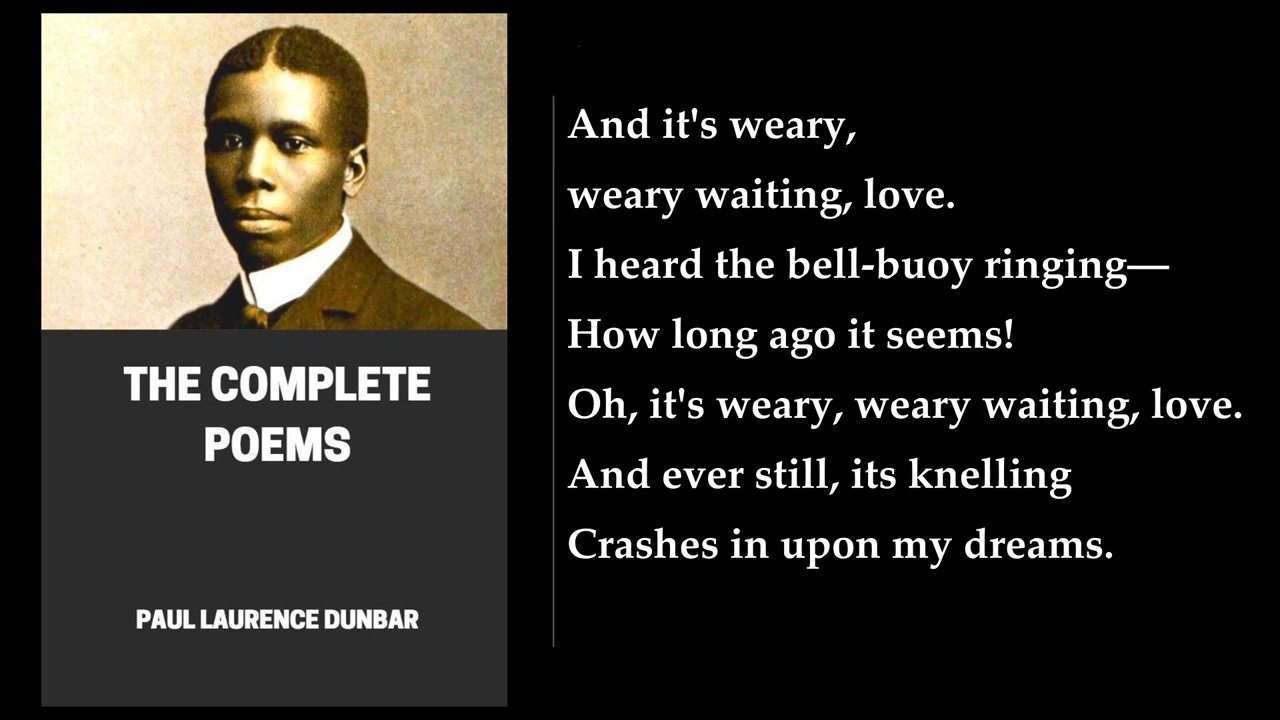 THE COMPLETE
POEMS
PAUL LAURENCE DUNBAR
And it's weary,
weary waiting, love.
I heard the bell-buoy ringing—
How long ago it seems!
Oh, it's weary, weary waiting, love.
And ever still, its knelling
Crashes in upon my dreams.